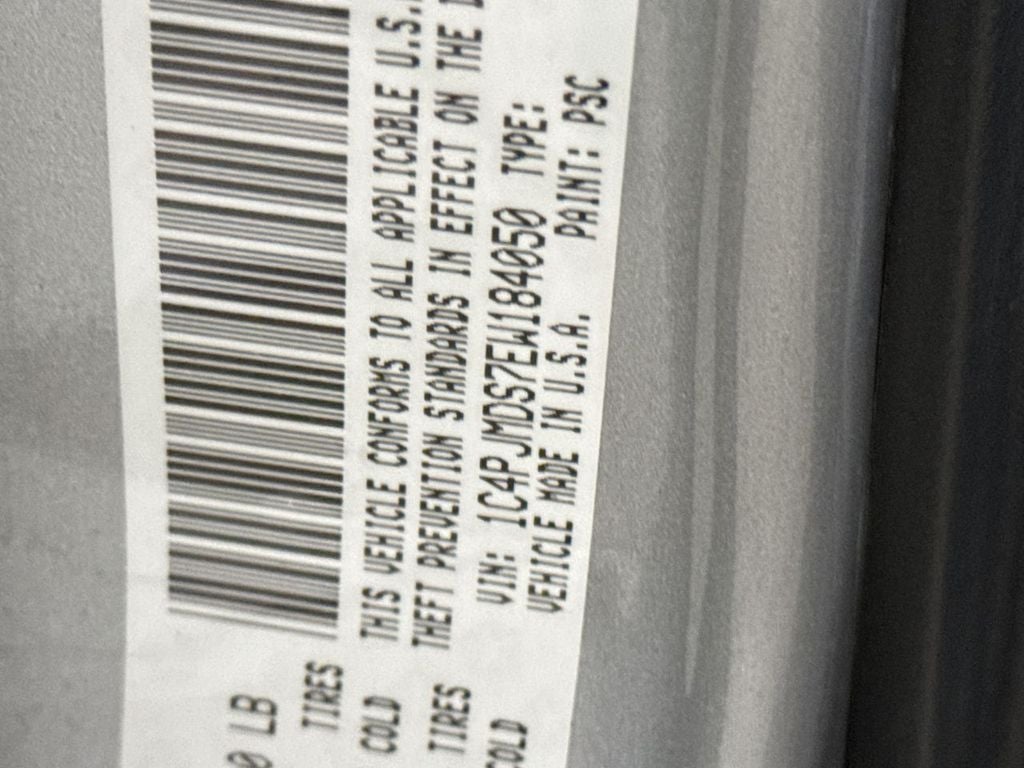 0 LB
TIRES
COLD
TIRES
COLD
THIS VEHICLE CONFORMS TO ALL APPLICABLE U.S.
THEFT PREVENTION STANDARDS IN EFFECT ON THE D
VIN: 1C4PJMDS7EW184050 TYPE:
VEHICLE MADE IN U.S.A. PAINT: PSC